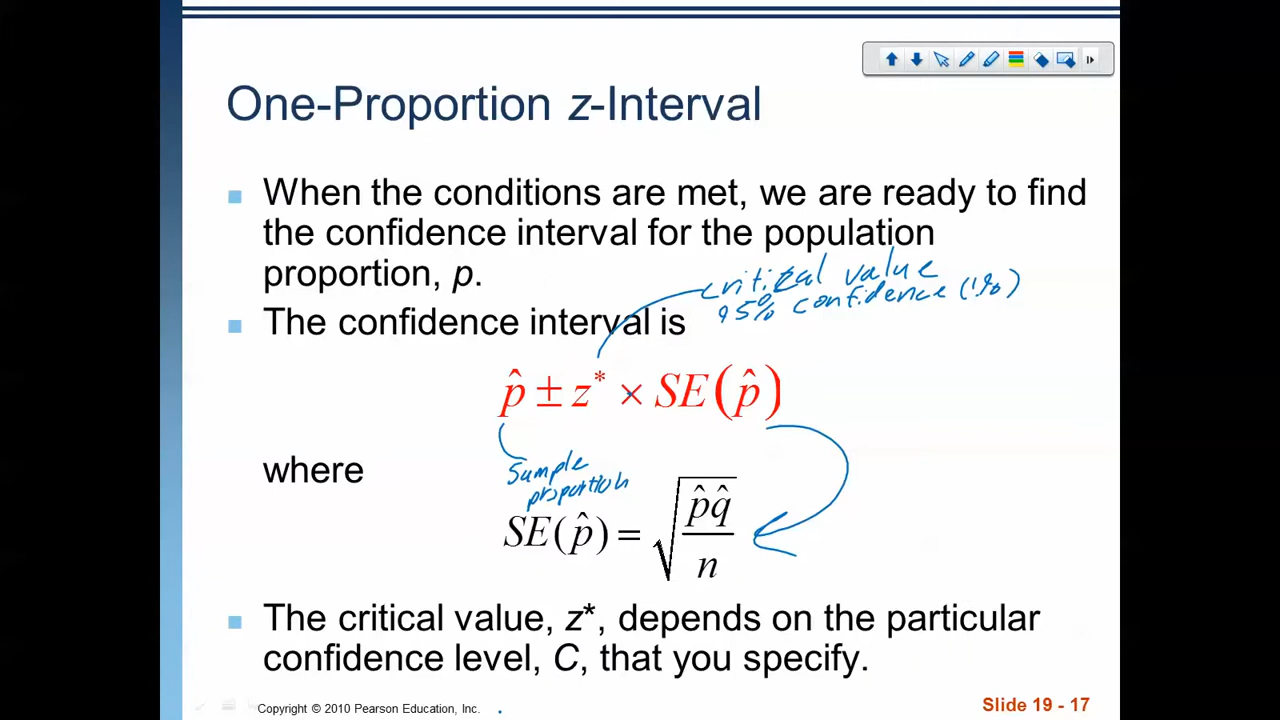 One-Proportion z-Interval
When the conditions are met, we are ready to find
the confidence interval for the population
proportion, p.
critical value
95% confidence (1.96)
The confidence interval is
p̂ ± z* × SE(p̂)
where
sample
proportion
SE(p̂) = √(p̂q̂/n)
The critical value, z*, depends on the particular
confidence level, C, that you specify.
Copyright © 2010 Pearson Education, Inc.
Slide 19 - 17